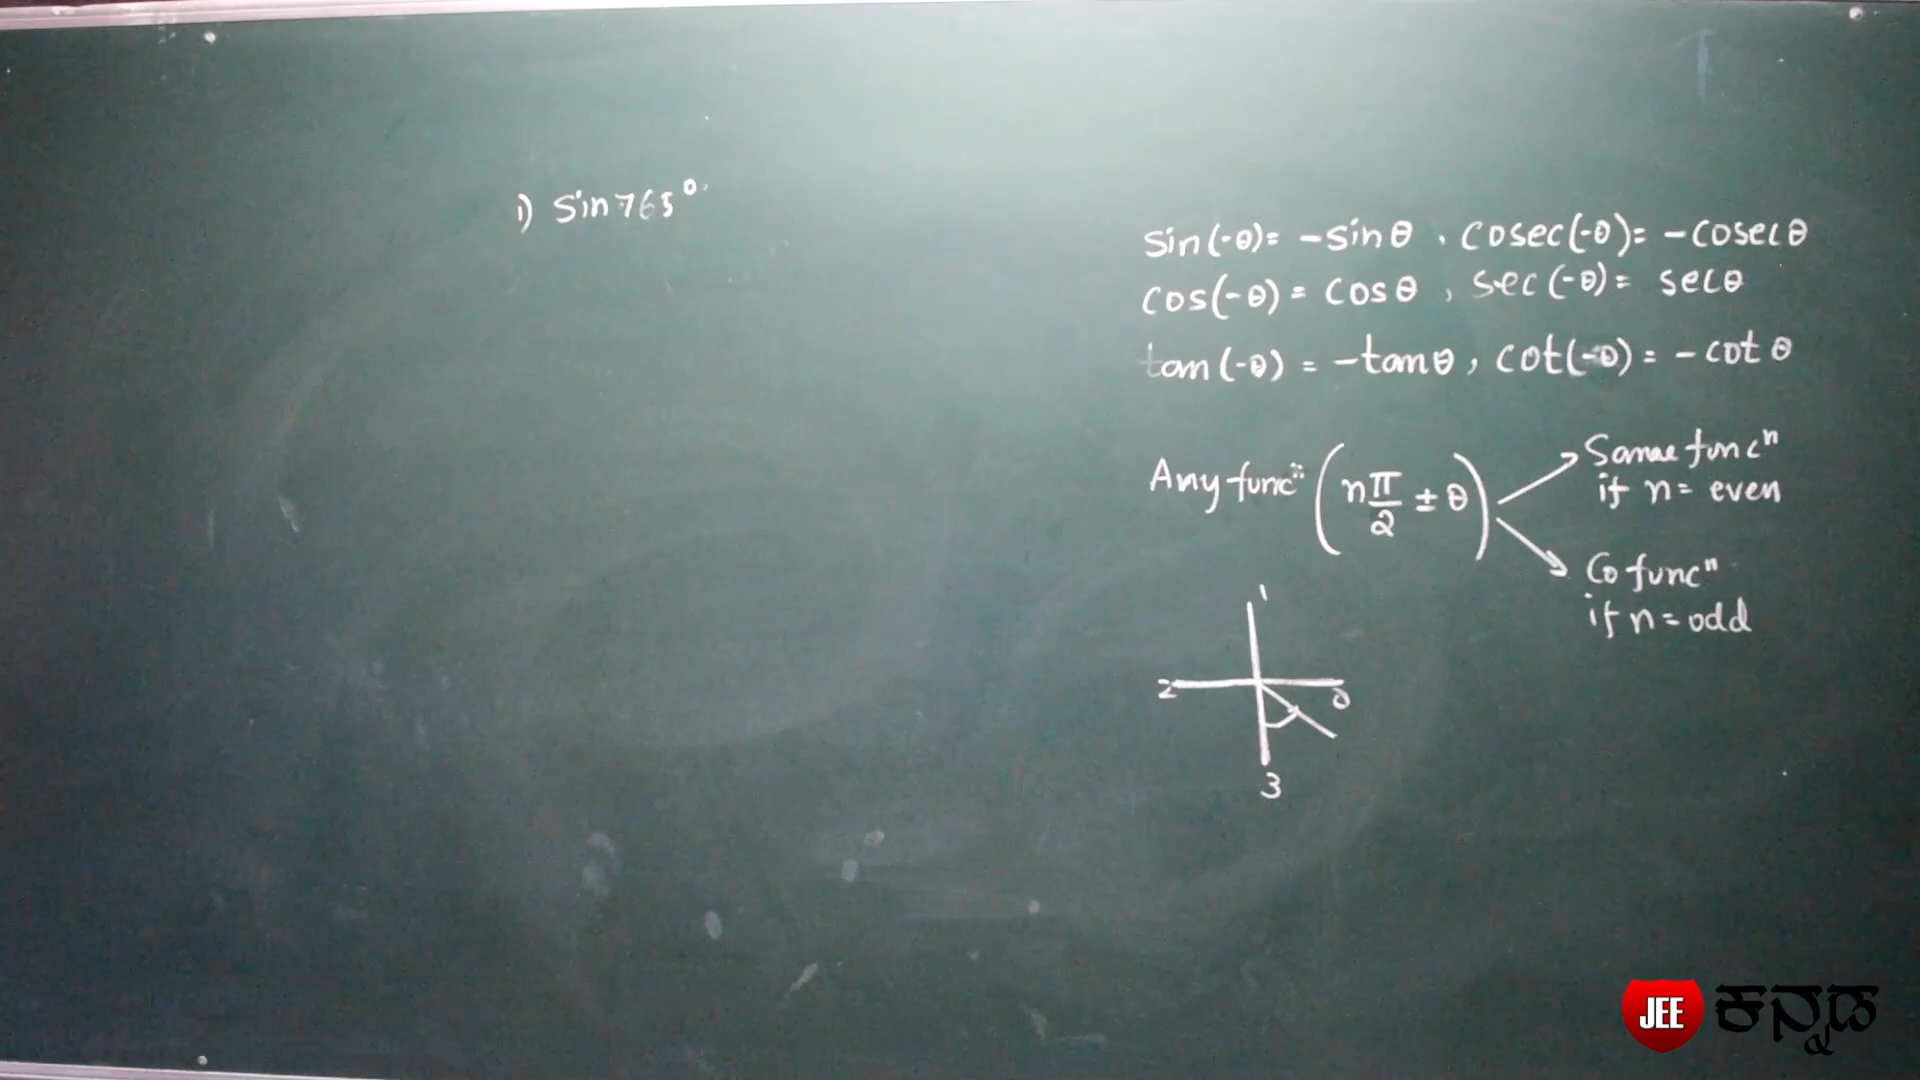 1) Sin 765°
sin(-θ)= -sinθ , cosec(-θ)= -cosecθ
cos(-θ) = cosθ , sec(-θ)= secθ
tan(-θ) = -tanθ, cot(-θ) = -cotθ
Any funcⁿ (nπ/2 ± θ)
Same funcⁿ
if n= even
Co funcⁿ
if n=odd
1
2 0
3
JEE ಕನ್ನಡ